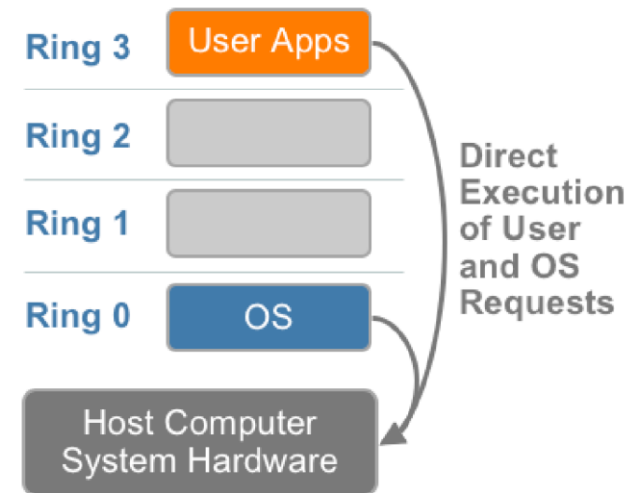 Ring 3
User Apps
Ring 2
Ring 1
Ring 0
OS
Direct
Execution
of User
and OS
Requests
Host Computer
System Hardware